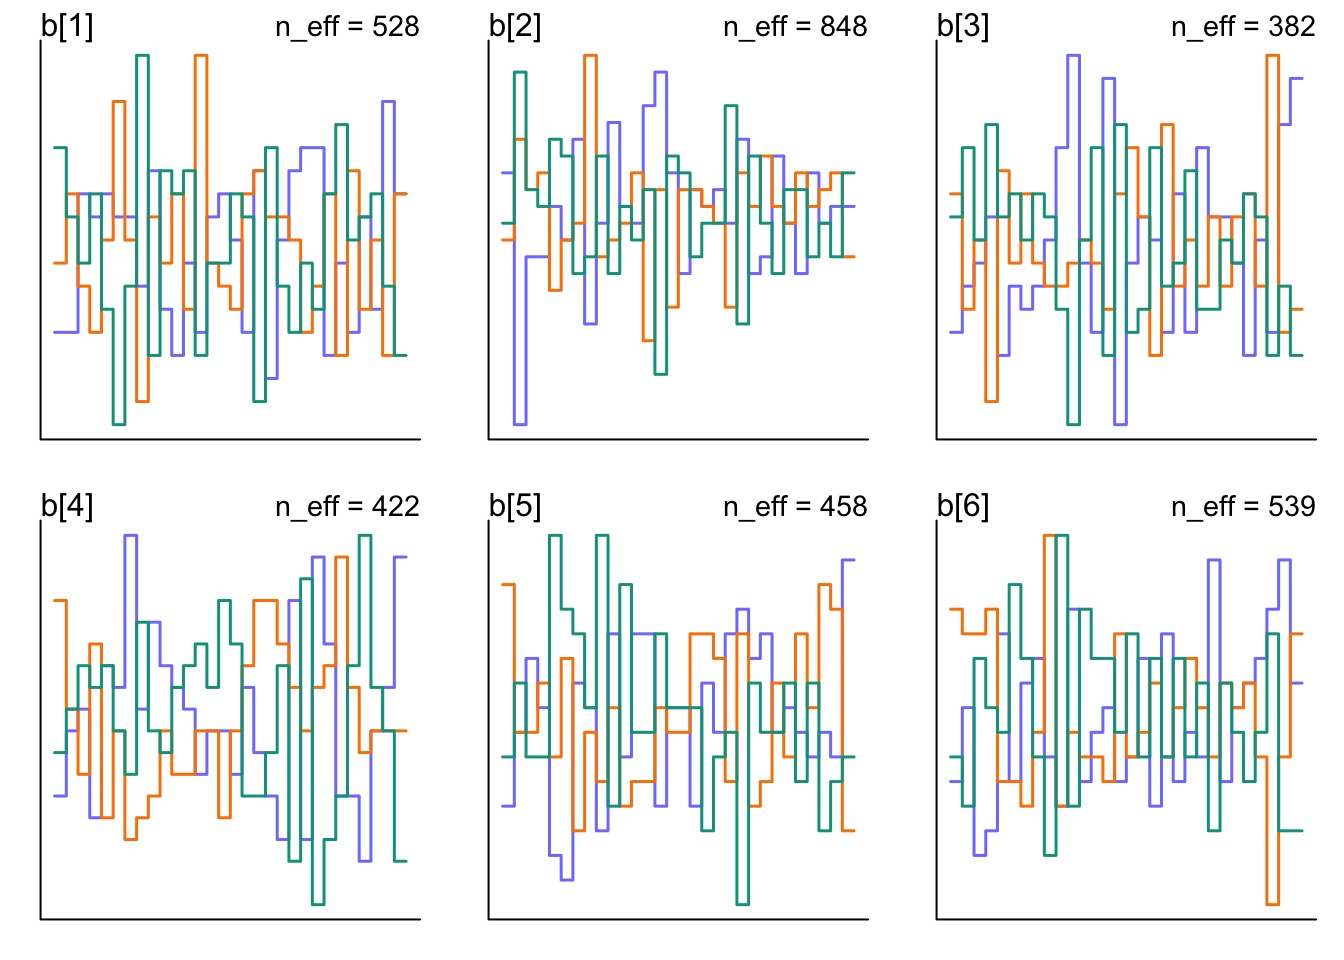 b[1] n_eff = 528 b[2] n_eff = 848 b[3] n_eff = 382
b[4] n_eff = 422 b[5] n_eff = 458 b[6] n_eff = 539